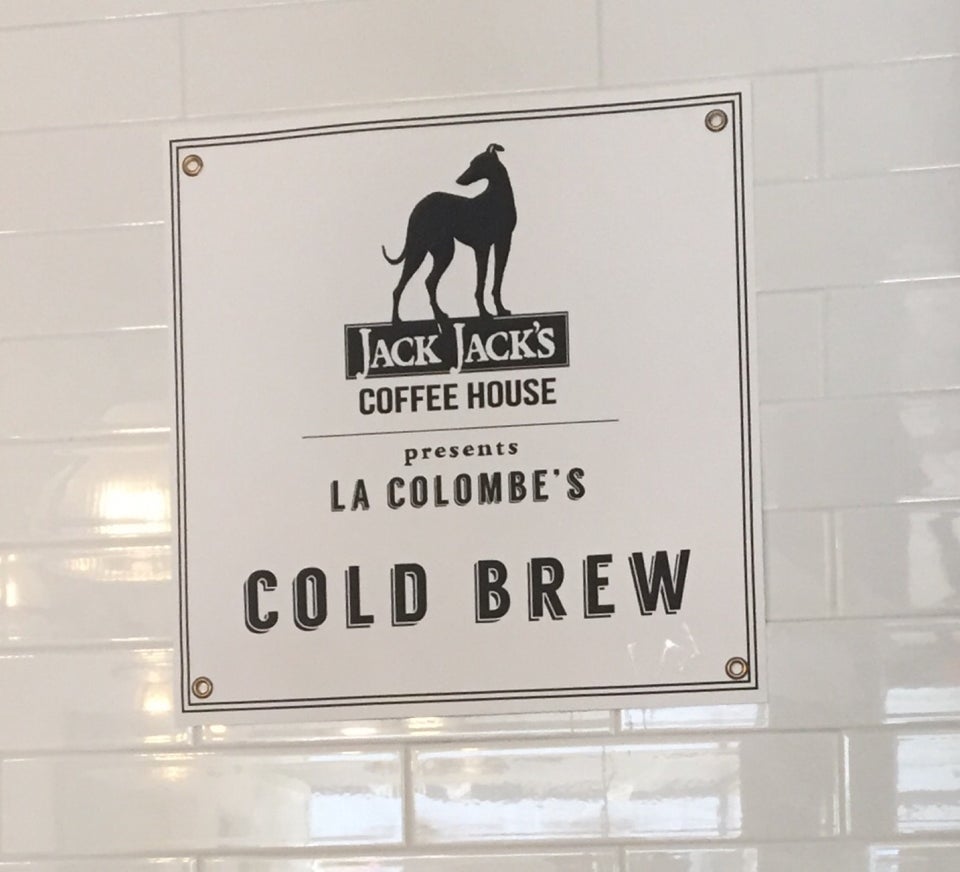 JACK JACK'S
COFFEE HOUSE
presents
LA COLOMBE'S
COLD BREW